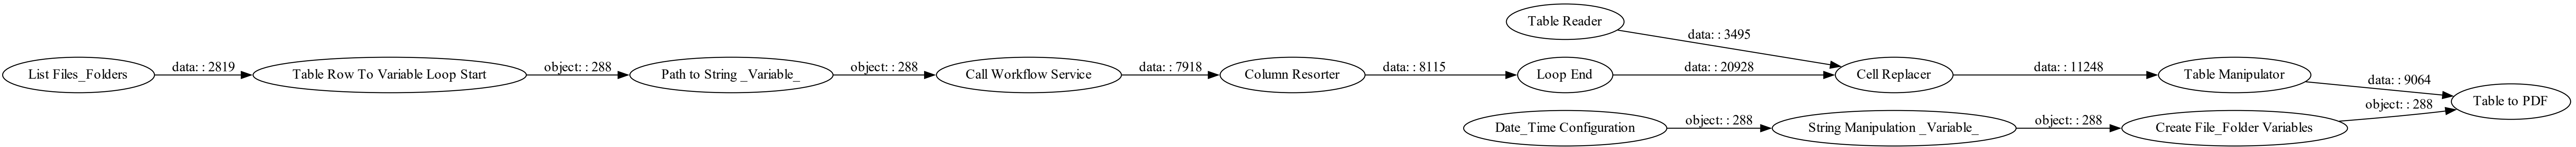 Table Reader
data: : 3495
List Files_Folders
data: : 2819
Table Row To Variable Loop Start
object: : 288
Path to String _Variable_
object: : 288
Call Workflow Service
data: : 7918
Column Resorter
data: : 8115
Loop End
data: : 20928
Cell Replacer
data: : 11248
Table Manipulator
data: : 9064
Table to PDF
Date_Time Configuration
object: : 288
String Manipulation _Variable_
object: : 288
Create File_Folder Variables
object: : 288